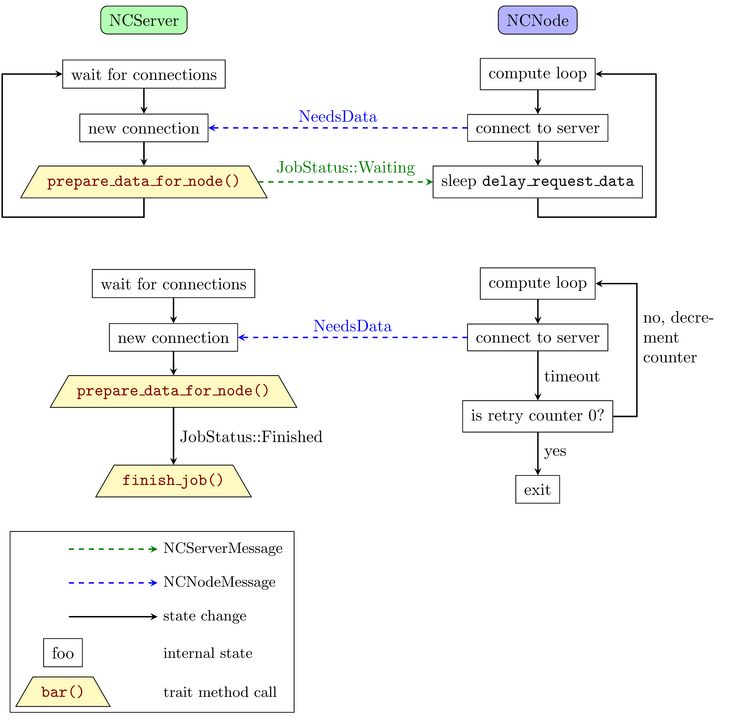 NCServer
NCNode
wait for connections
compute loop
new connection
NeedsData
connect to server
prepare_data_for_node()
JobStatus::Waiting
sleep delay_request_data
wait for connections
compute loop
new connection
NeedsData
connect to server
no, decre-
ment
counter
prepare_data_for_node()
timeout
is retry counter 0?
JobStatus::Finished
yes
finish_job()
exit
NCServerMessage
NCNodeMessage
state change
foo
internal state
bar()
trait method call